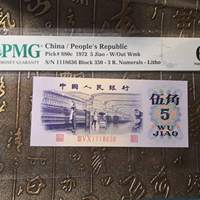 PMG
China / People's Republic
Pick# 880c 1972 5 Jiao - W/Out Wmk
S/N 1118636 Block 350 - 3 R. Numerals - Litho
中国人民银行
伍角
5
WU
JIAO